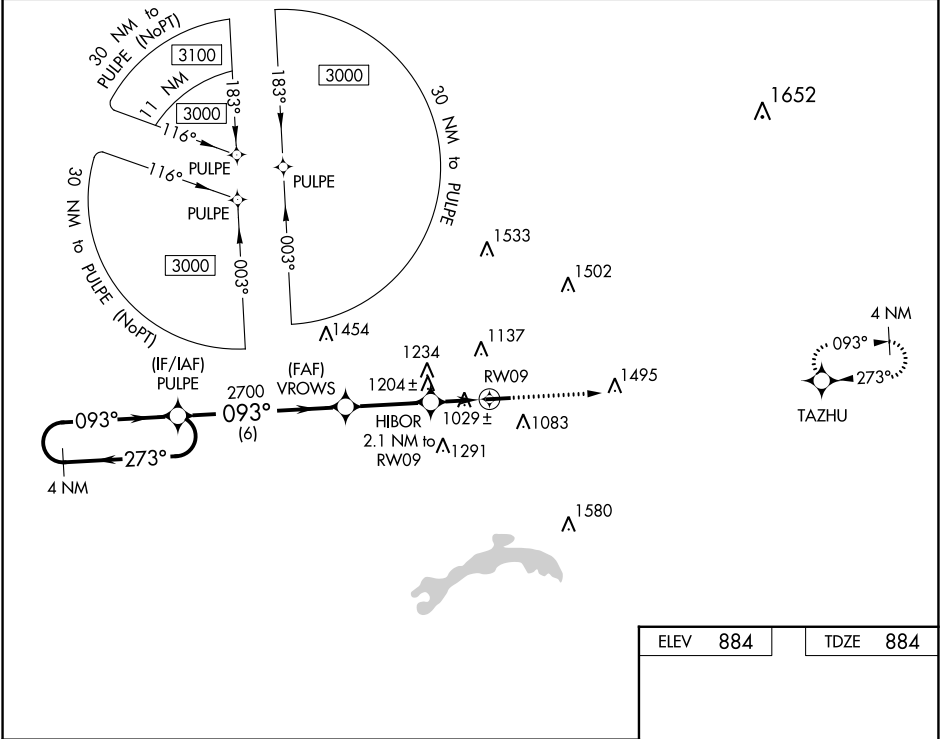 30 NM to
PULPE (NoPT)
3100
11 NM
3000
183°
116°
PULPE
183°
3000
30 NM to PULPE
PULPE
003°
116°
PULPE
30 NM to PULPE (NoPT)
3000
003°
1652
1533
1502
1454
1137
1234
1204 ±
1495
4 NM
093°
273°
TAZHU
(IF/IAF)
PULPE
2700
093°
(6)
(FAF)
VROWS
RW09
HIBOR
2.1 NM to
RW09
1029 ±
1083
1291
093°
273°
4 NM
1580
ELEV 884
TDZE 884